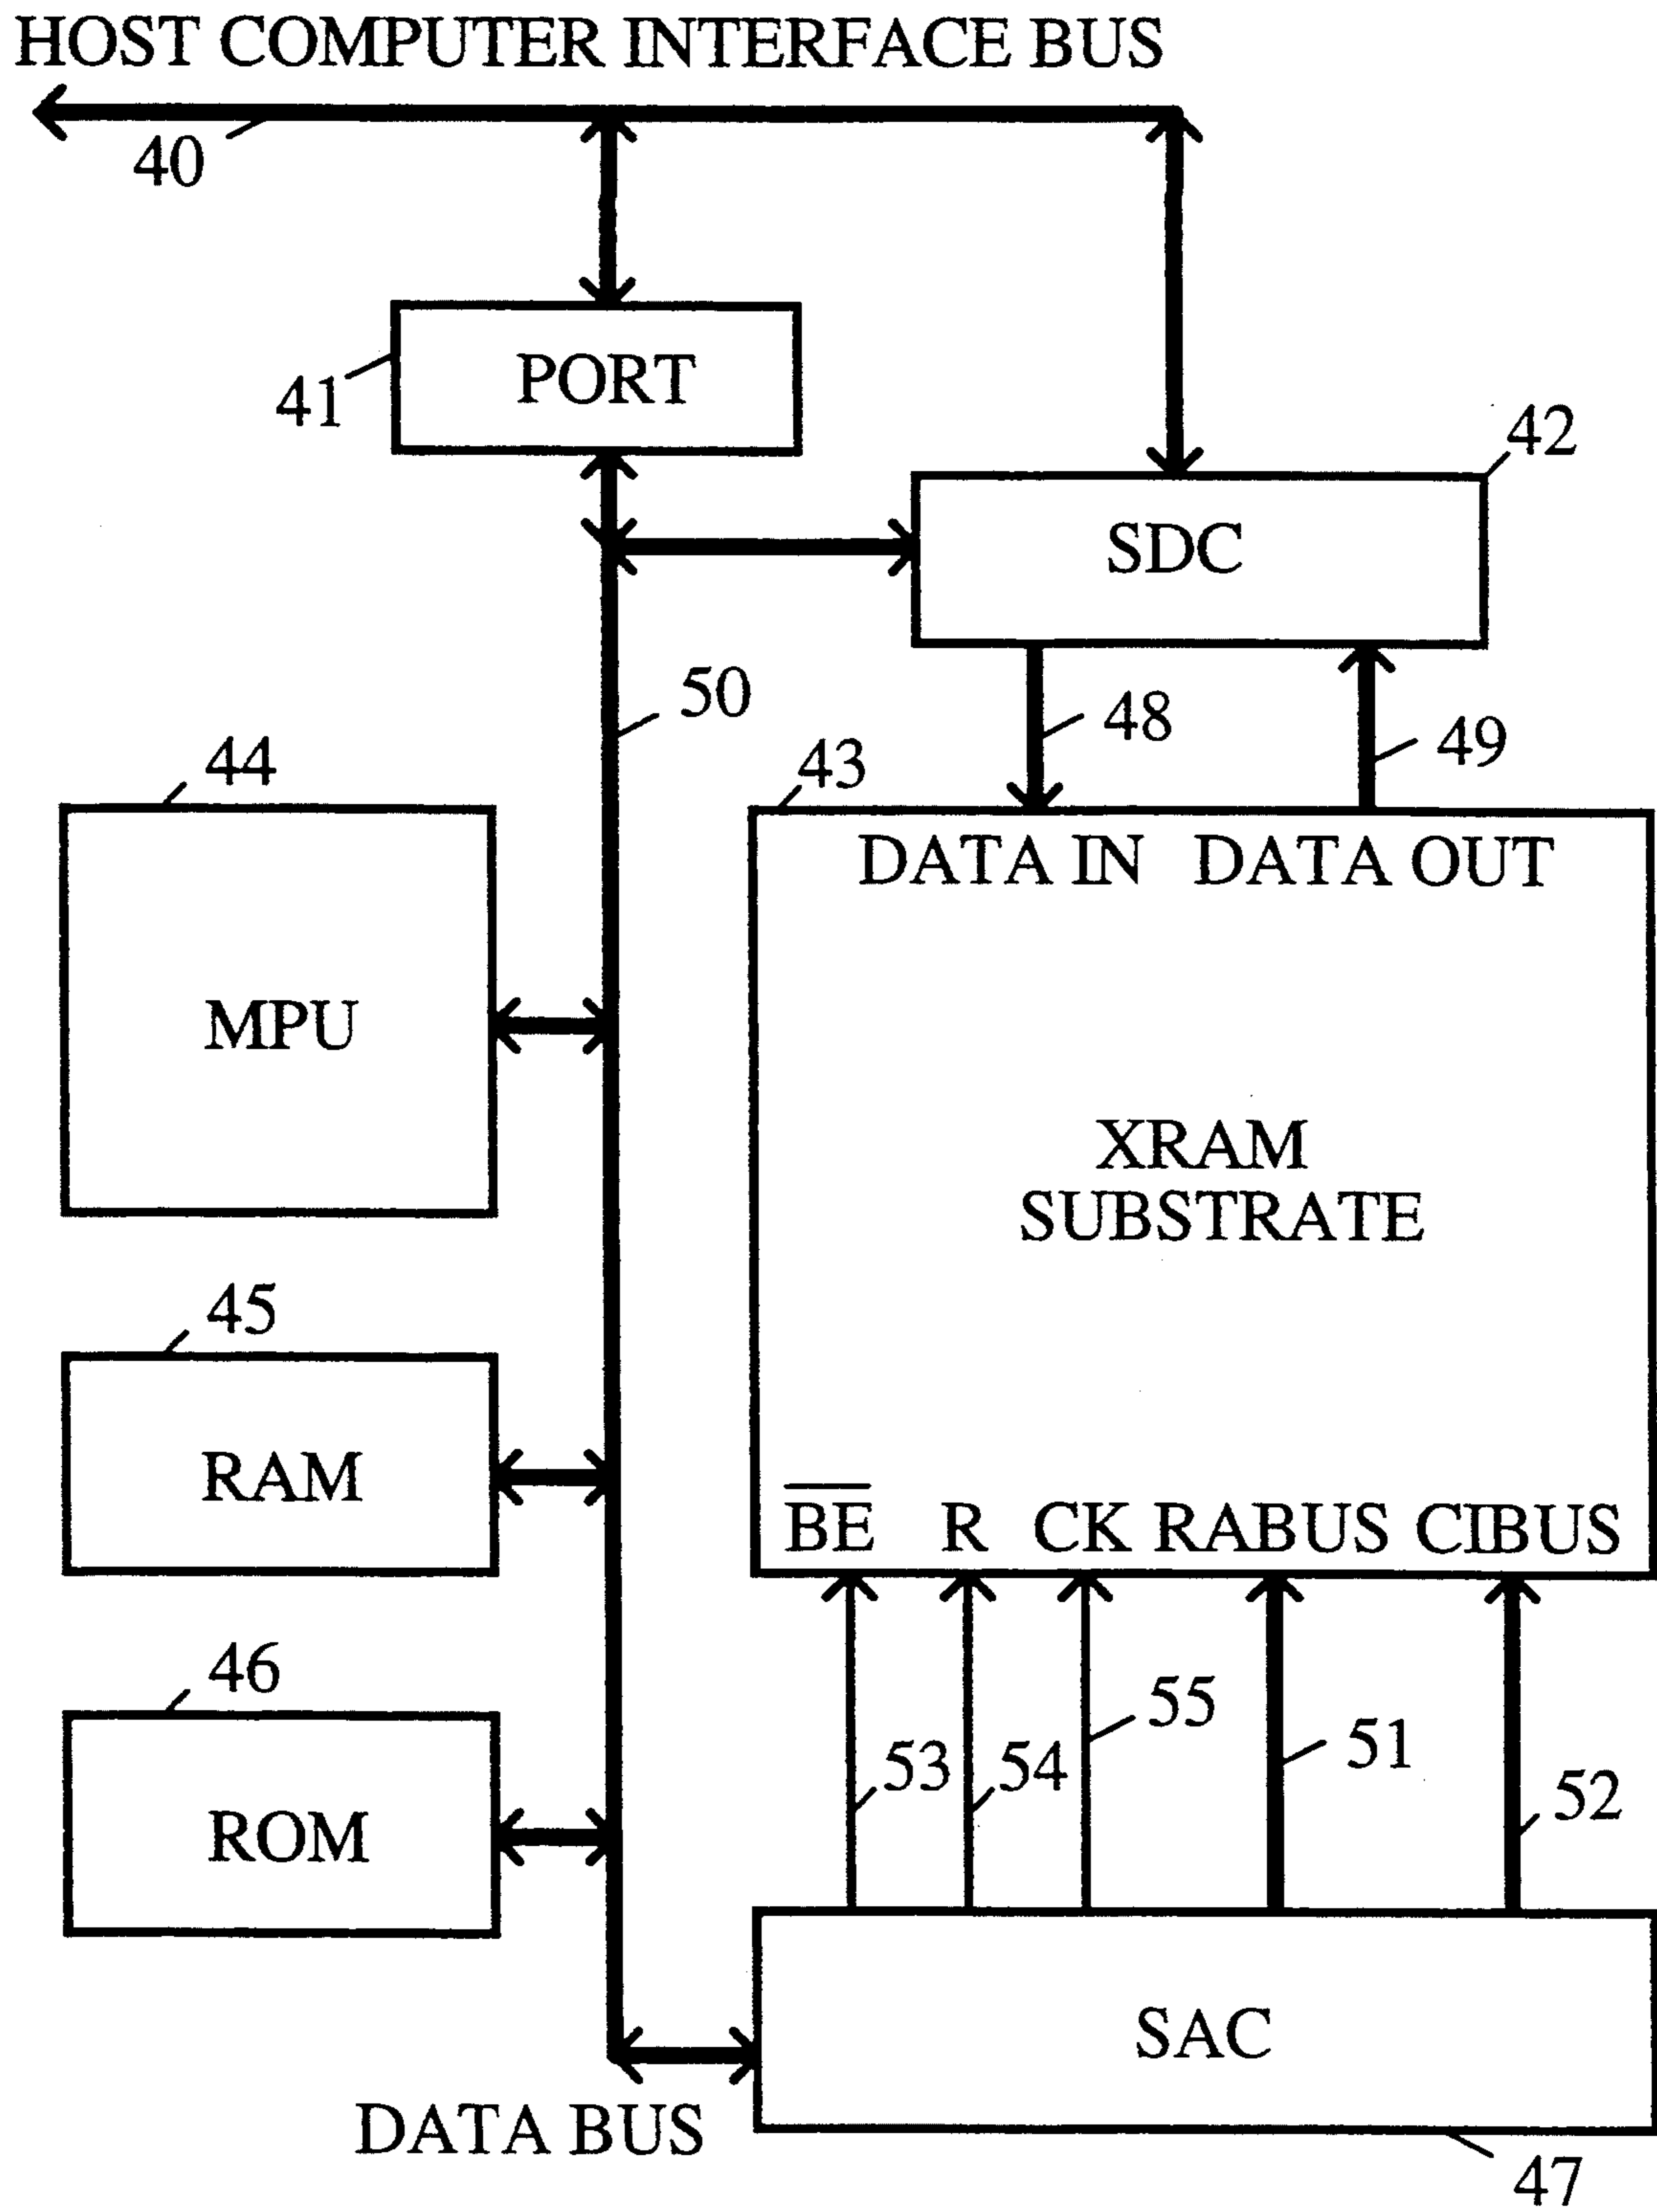 HOST COMPUTER INTERFACE BUS
40
PORT
41
42
SDC
50
48
49
44
43
DATA IN DATA OUT
MPU
XRAM
SUBSTRATE
45
RAM
B̅E̅ R CK RABUS CIBUS
46
55
51
53
54
52
ROM
SAC
DATA BUS
47